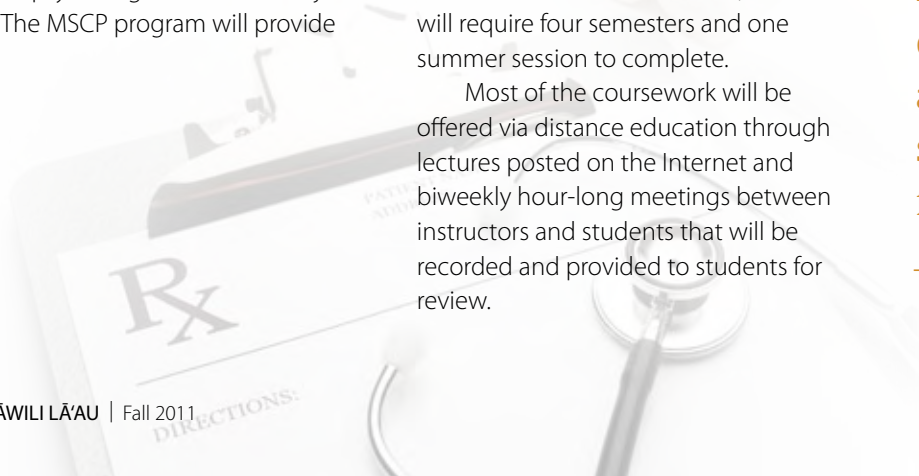 The MSCP program will provide
will require four semesters and one
summer session to complete.
Most of the coursework will be
offered via distance education through
lectures posted on the Internet and
biweekly hour-long meetings between
instructors and students that will be
recorded and provided to students for
review.
Rx
DIRECTIONS:
LĀ‘AU | Fall 2011